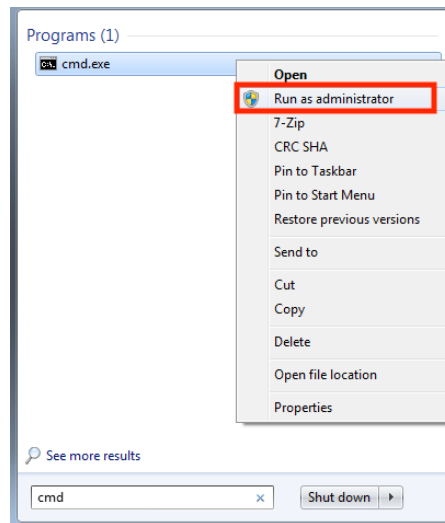 Programs (1)
cmd.exe
Open
Run as administrator
7-Zip
CRC SHA
Pin to Taskbar
Pin to Start Menu
Restore previous versions
Send to
Cut
Copy
Delete
Open file location
Properties
See more results
cmd
Shut down